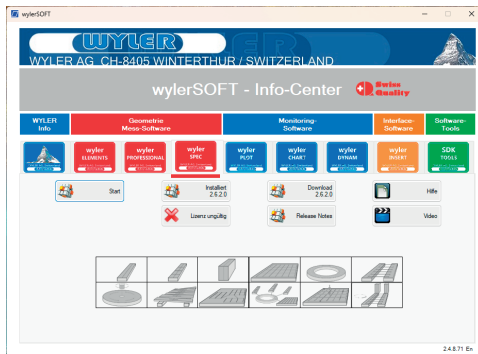 wylerSOFT
WYLER
WYLER AG CH-8405 WINTERTHUR / SWITZERLAND
wylerSOFT - Info-Center
Swiss
Quality
WYLER
Info
Geometrie
Mess-Software
Monitoring-
Software
Interface-
Software
Software-
Tools
wyler
ELEMENTS
wyler
PROFESSIONAL
wyler
SPEC
wyler
PLOT
wyler
CHART
wyler
DYNAM
wyler
INSERT
SDK
TOOLS
Start
Installiert
2.6.2.0
Download
2.6.2.0
Hilfe
Lizenz ungültig
Release Notes
Video
2.4.8.71 En